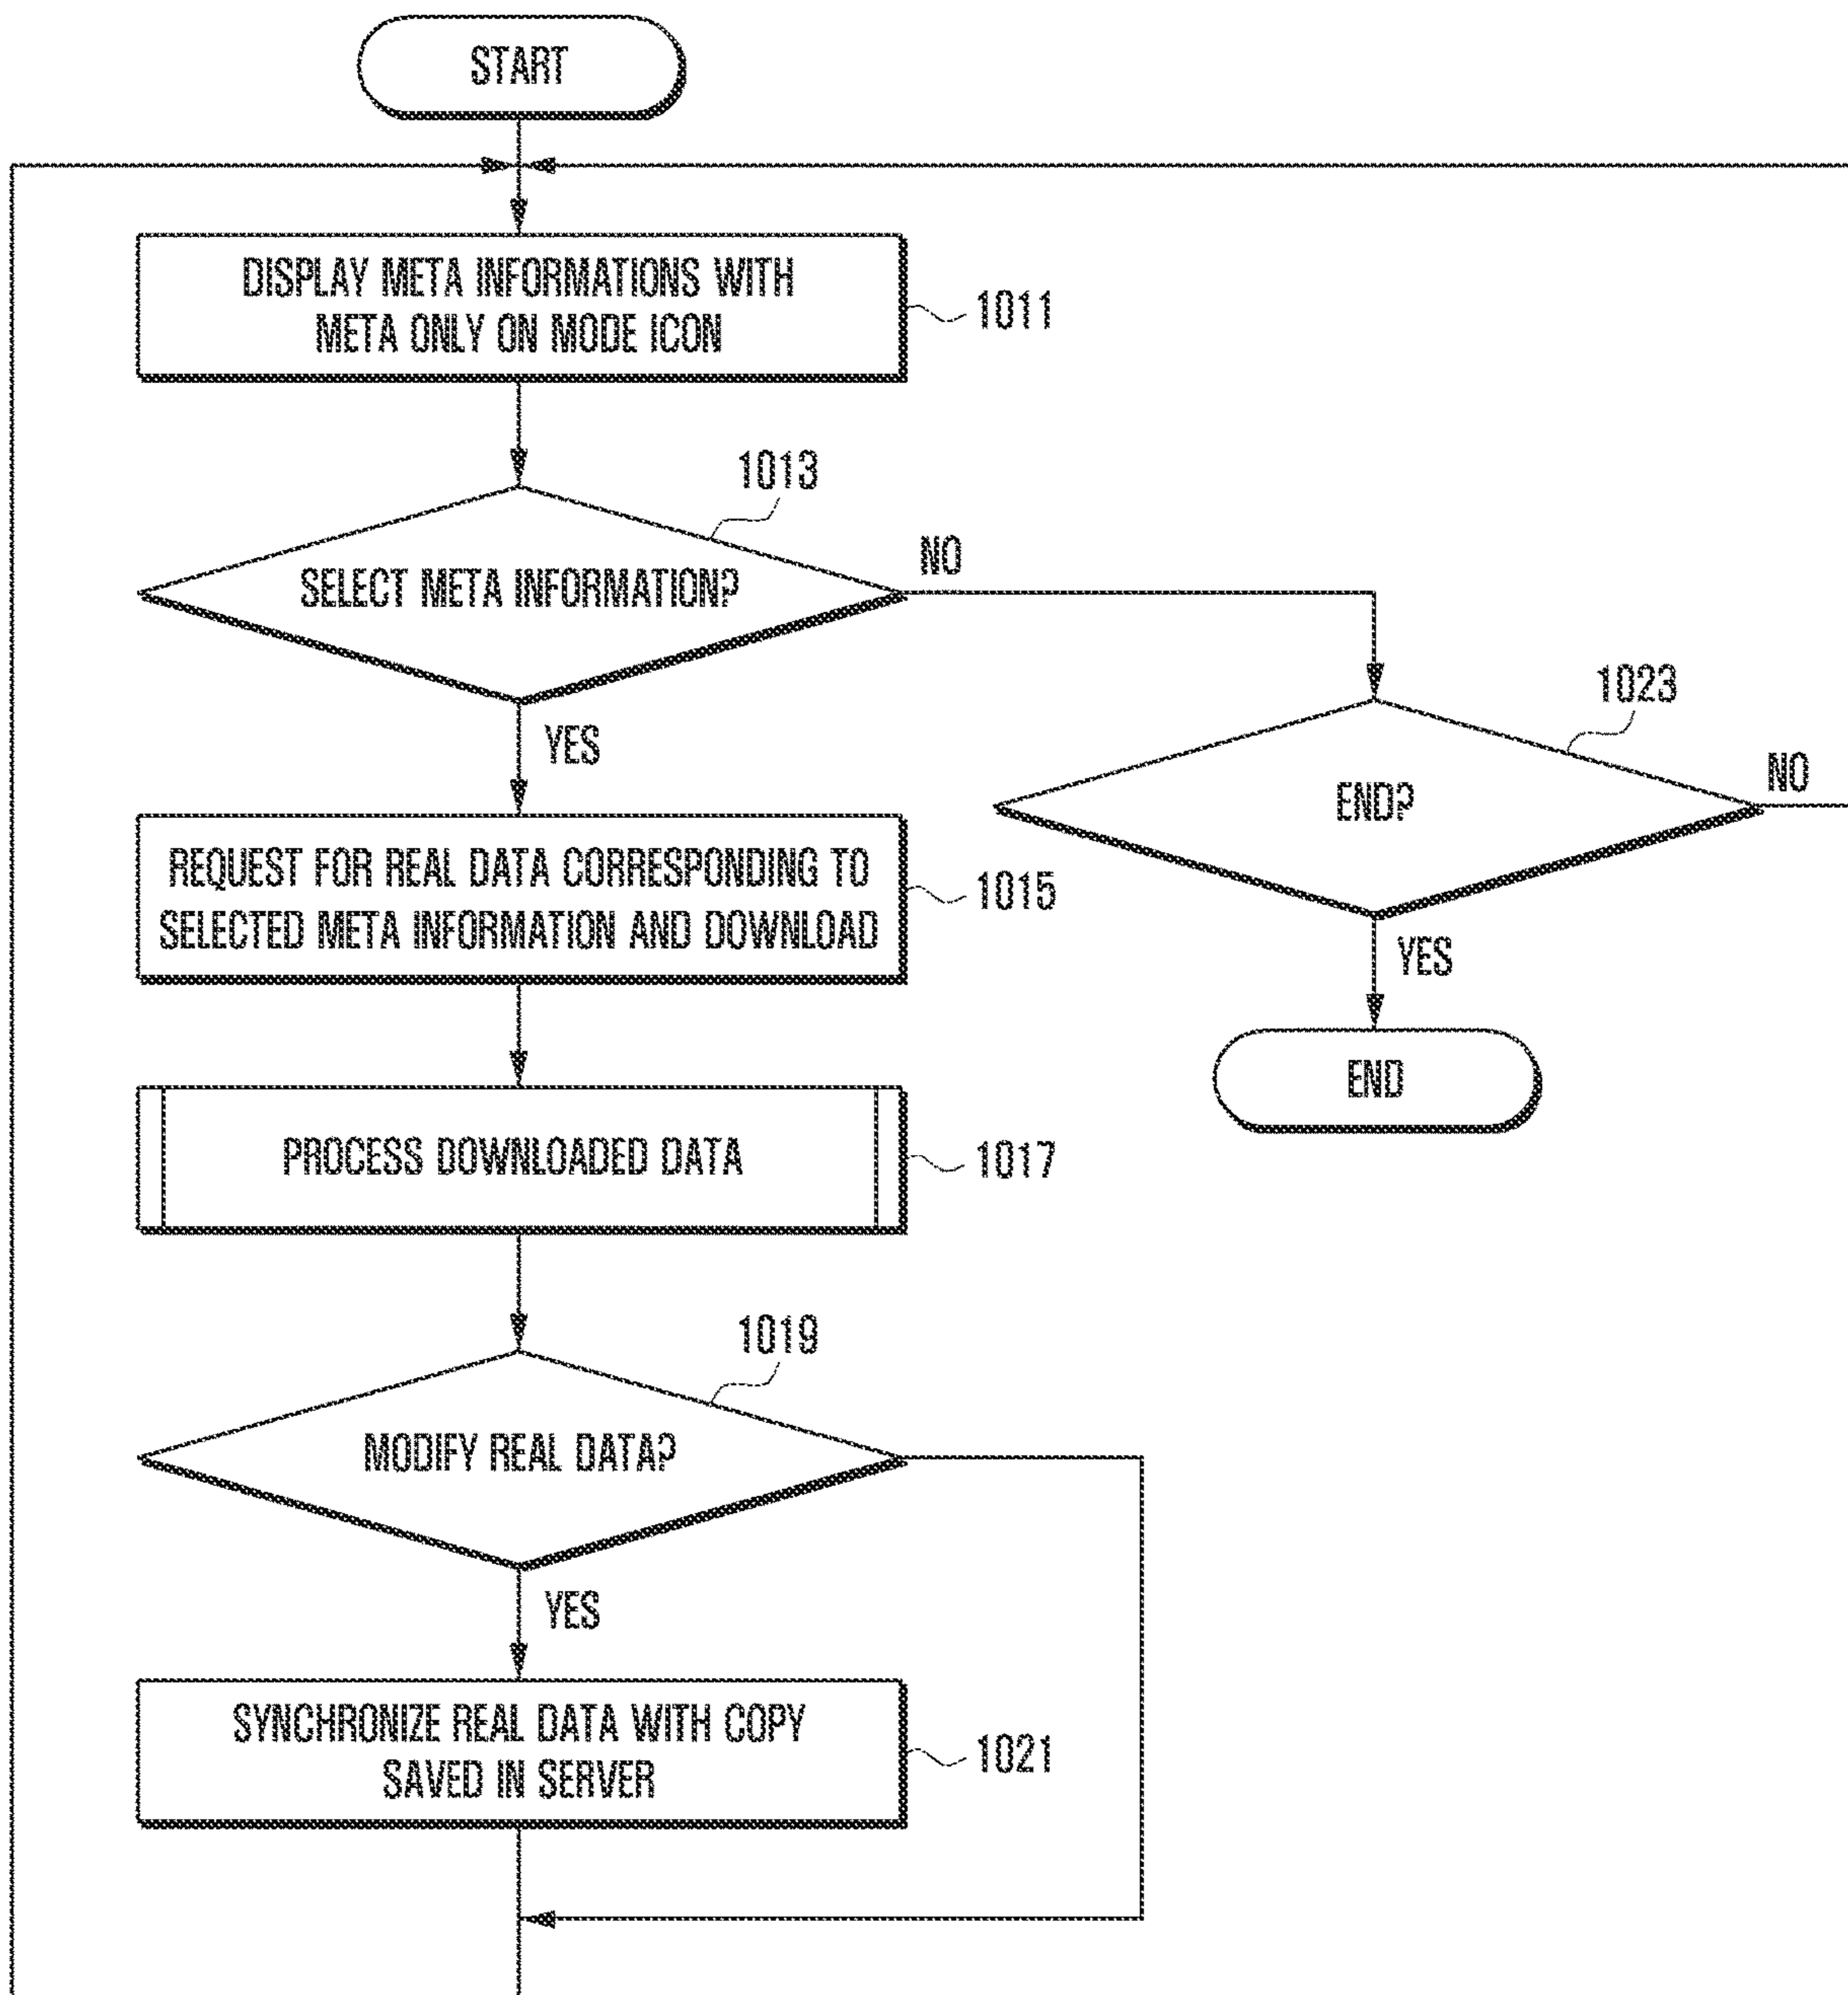 START
DISPLAY META INFORMATIONS WITH
META ONLY ON MODE ICON
1011
1013
SELECT META INFORMATION?
NO
YES
1023
END?
NO
YES
END
REQUEST FOR REAL DATA CORRESPONDING TO
SELECTED META INFORMATION AND DOWNLOAD
1015
PROCESS DOWNLOADED DATA
1017
1019
MODIFY REAL DATA?
YES
SYNCHRONIZE REAL DATA WITH COPY
SAVED IN SERVER
1021